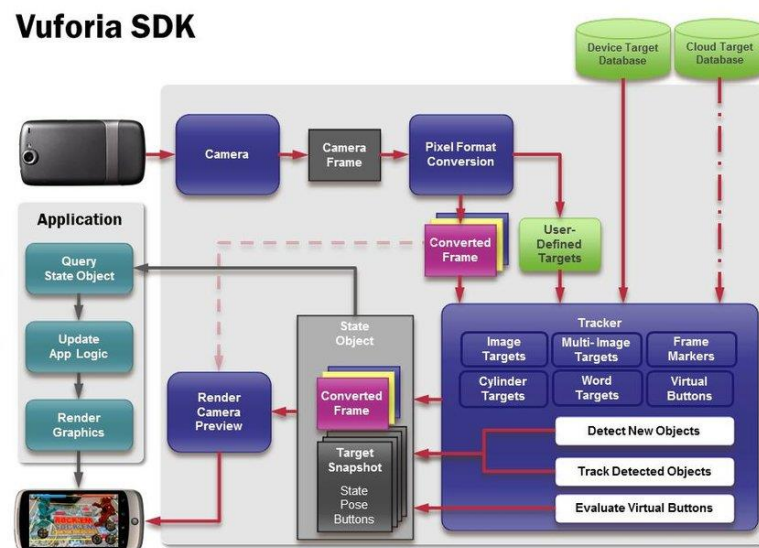 Vuforia SDK
Device Target
Database
Cloud Target
Database
Camera
Camera
Frame
Pixel Format
Conversion
Application
Query
State Object
Update
App Logic
Render
Graphics
Converted
Frame
User-
Defined
Targets
State
Object
Converted
Frame
Target
Snapshot
State
Pose
Buttons
Render
Camera
Preview
Tracker
Image
Targets
Multi-Image
Targets
Frame
Markers
Cylinder
Targets
Word
Targets
Virtual
Buttons
Detect New Objects
Track Detected Objects
Evaluate Virtual Buttons